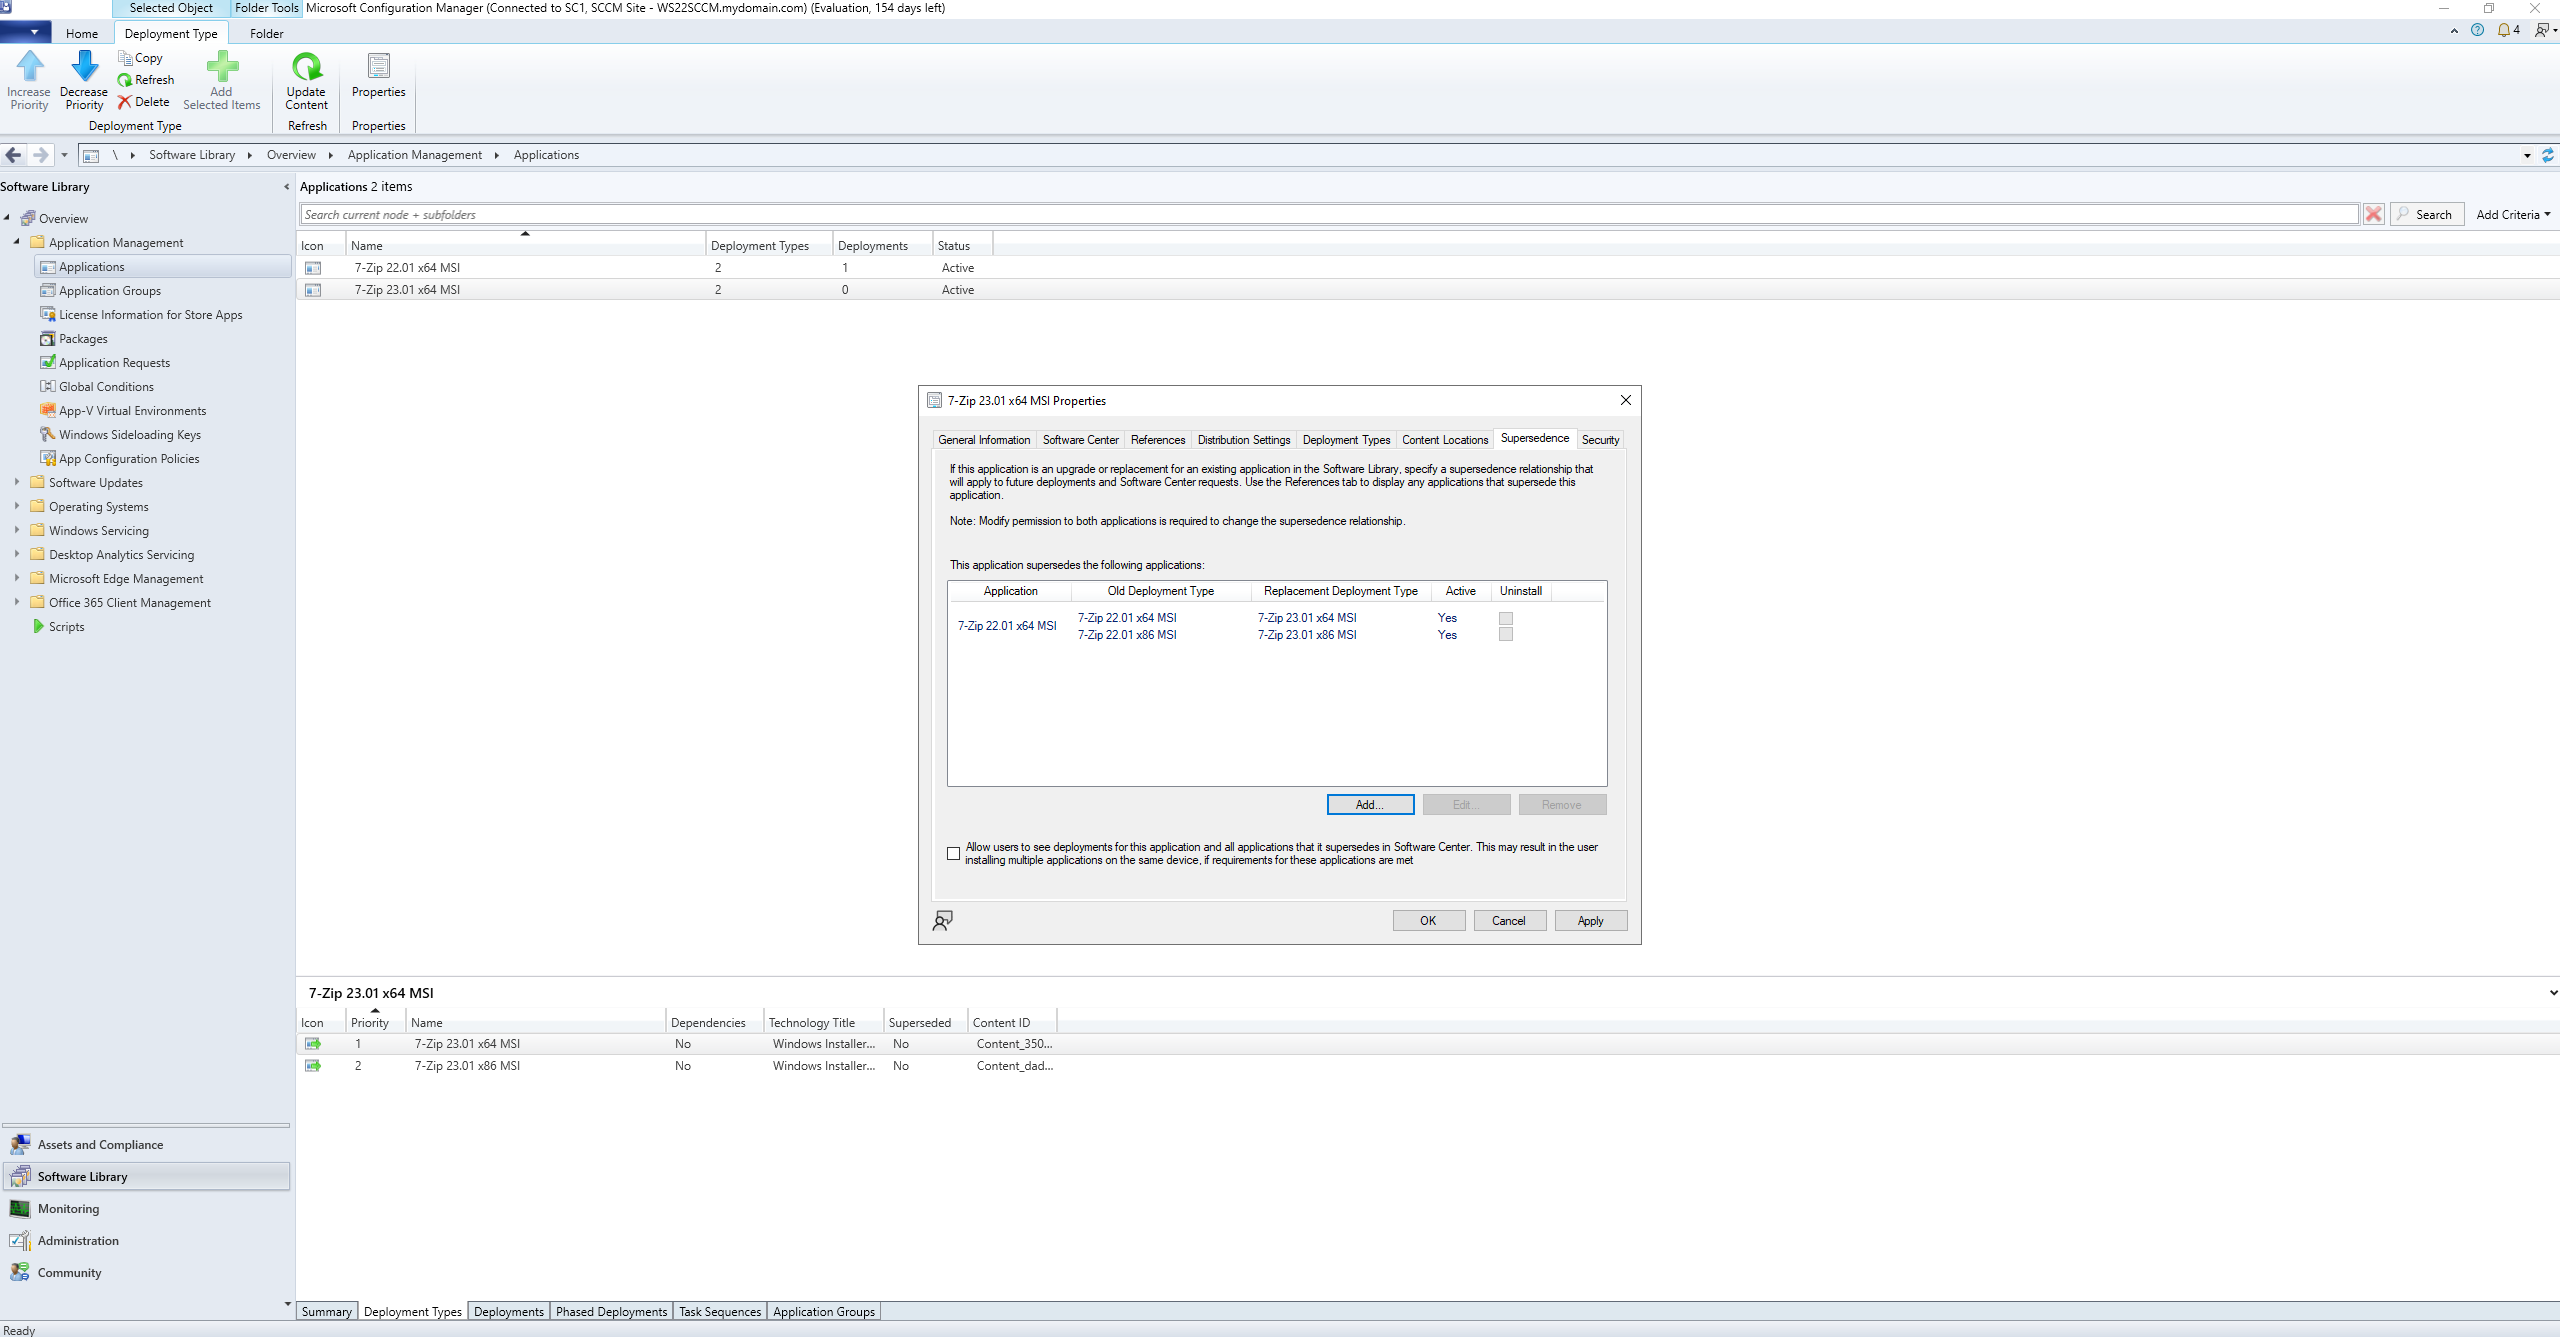 Selected Object
Folder Tools
Microsoft Configuration Manager (Connected to SC1, SCCM Site - WS22SCCM.mydomain.com) (Evaluation, 154 days left)
Home
Deployment Type
Folder
4
Increase Priority
Decrease Priority
Copy
Refresh
Delete
Add Selected Items
Update Content
Properties
Deployment Type
Refresh
Properties
\ Software Library Overview Application Management Applications
Software Library
Overview
Application Management
Applications
Application Groups
License Information for Store Apps
Packages
Application Requests
Global Conditions
App-V Virtual Environments
Windows Sideloading Keys
App Configuration Policies
Software Updates
Operating Systems
Windows Servicing
Desktop Analytics Servicing
Microsoft Edge Management
Office 365 Client Management
Scripts
Assets and Compliance
Software Library
Monitoring
Administration
Community
Applications 2 items
Search current node + subfolders
Search
Add Criteria
Icon Name Deployment Types Deployments Status
7-Zip 22.01 x64 MSI 2 1 Active
7-Zip 23.01 x64 MSI 2 0 Active
7-Zip 23.01 x64 MSI Properties
General Information Software Center References Distribution Settings Deployment Types Content Locations Supersedence Security
If this application is an upgrade or replacement for an existing application in the Software Library, specify a supersedence relationship that
will apply to future deployments and Software Center requests. Use the References tab to display any applications that supersede this
application.
Note: Modify permission to both applications is required to change the supersedence relationship.
This application supersedes the following applications:
Application Old Deployment Type Replacement Deployment Type Active Uninstall
7-Zip 22.01 x64 MSI
7-Zip 22.01 x64 MSI 7-Zip 23.01 x64 MSI Yes
7-Zip 22.01 x86 MSI 7-Zip 23.01 x86 MSI Yes
Add...
Edit...
Remove
Allow users to see deployments for this application and all applications that it supersedes in Software Center. This may result in the user
installing multiple applications on the same device, if requirements for these applications are met
OK
Cancel
Apply
7-Zip 23.01 x64 MSI
Icon Priority Name Dependencies Technology Title Superseded Content ID
1 7-Zip 23.01 x64 MSI No Windows Installer... No Content_350...
2 7-Zip 23.01 x86 MSI No Windows Installer... No Content_dad...
Summary Deployment Types Deployments Phased Deployments Task Sequences Application Groups
Ready